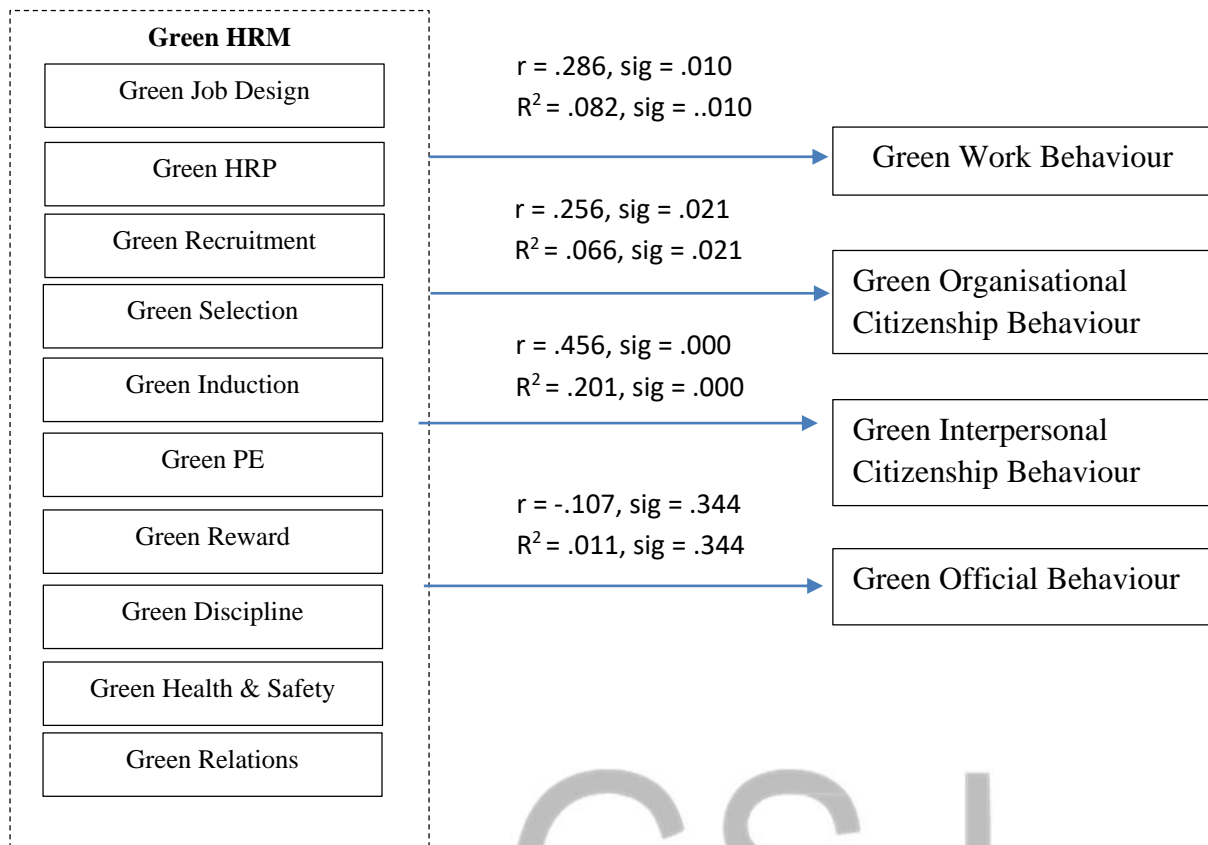 Green HRM
Green Job Design
Green HRP
Green Recruitment
Green Selection
Green Induction
Green PE
Green Reward
Green Discipline
Green Health & Safety
Green Relations
r = .286, sig = .010
R² = .082, sig = ..010
r = .256, sig = .021
R² = .066, sig = .021
r = .456, sig = .000
R² = .201, sig = .000
r = -.107, sig = .344
R² = .011, sig = .344
Green Work Behaviour
Green Organisational
Citizenship Behaviour
Green Interpersonal
Citizenship Behaviour
Green Official Behaviour